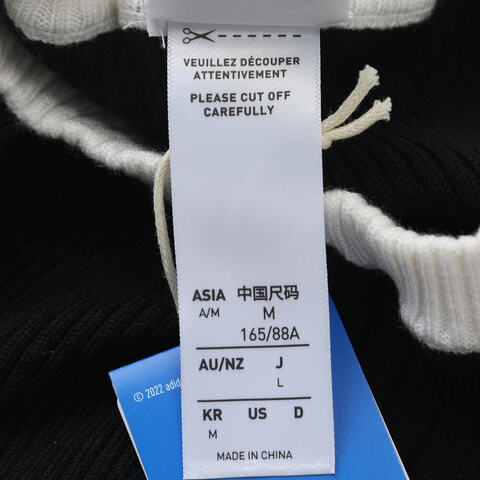 VEUILLEZ DÉCOUPER
ATTENTIVEMENT
PLEASE CUT OFF
CAREFULLY
ASIA 中国尺码
A/M M
165/88A
AU/NZ J
L
KR US D
M
MADE IN CHINA
© 2022 adid